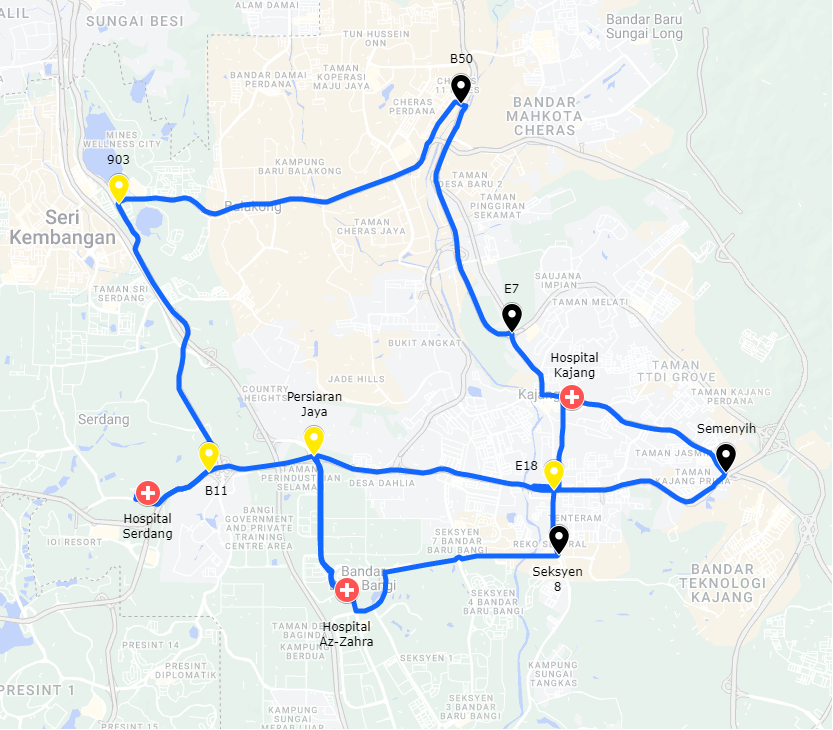 ALAM DAMAI
ALIL
SUNGAI BESI
Bandar Baru
Sungai Long
TUN HUSSEIN
ONN
B50
BANDAR DAMAI
PERDANA
TAMAN
KOPERASI
MAJU JAYA
CHERAS
PERDANA
BANDAR
MAHKOTA
CHERAS
MINES
WELLNESS CITY
903
KAMPUNG
BARU BALAKONG
TAMAN
DESA BARU 2
TAMAN
PINGGIRAN
SEKAMAT
Seri
Kembangan
Balakong
TAMAN
CHERAS JAYA
TAMAN SRI
SERDANG
E7
SAUJANA
IMPIAN
TAMAN MELATI
BUKIT ANGKAT
Hospital
Kajang
TAMAN
TTDI GROVE
JADE HILLS
COUNTRY
HEIGHTS
Persiaran
Jaya
Kajang
TAMAN KAJANG
PERDANA
Serdang
Semenyih
TAMAN JASMIN
B11
TAMAN
PERINDUSTRIAN
SELAMAN
DESA DAHLIA
E18
TAMAN
KAJANG PRIMA
Hospital
Serdang
BANGI
GOVERNMENT
AND PRIVATE
TRAINING
CENTRE AREA
IOI RESORT
SEKSYEN
7 BANDAR
BARU BANGI
TENTERAM
REKO SENTRAL
Seksyen
8
BANDAR
TEKNOLOGI
KAJANG
Bandar
Bangi
SEKSYEN
4 BANDAR
BARU BANGI
Hospital
Az-Zahra
KAMPUNG
BERDUA
PRESINT 14
PRESINT
DIPLOMATIK
SEKSYEN 1
KAMPUNG
SUNGAI
TANGKAS
PRESINT 1
SEKSYEN
3 BANDAR
BARU BANGI
KAMPUNG
SUNGAI
PRESINT 15